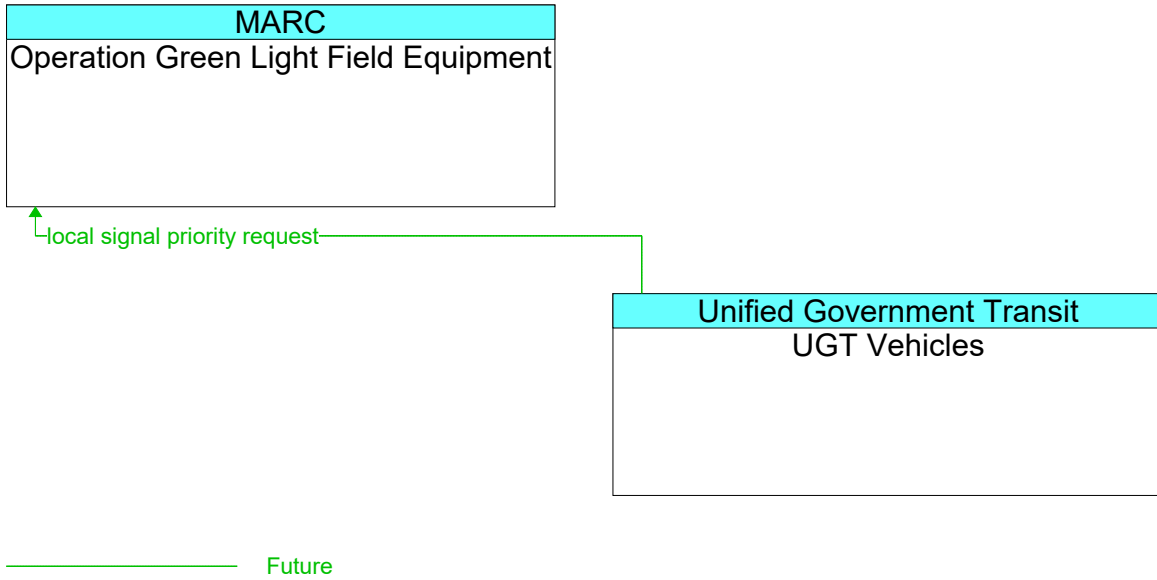 MARC
Operation Green Light Field Equipment
local signal priority request
Unified Government Transit
UGT Vehicles
Future